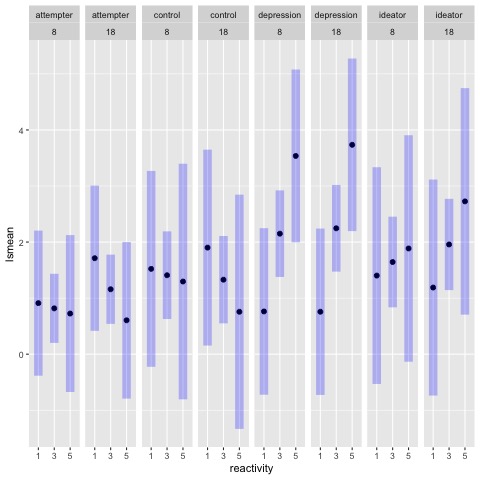 attempter attempter control control depression depression ideator ideator
8 18 8 18 8 18 8 18
4
2
0
lsmean
1 3 5 1 3 5 1 3 5 1 3 5 1 3 5 1 3 5 1 3 5 1 3 5
reactivity